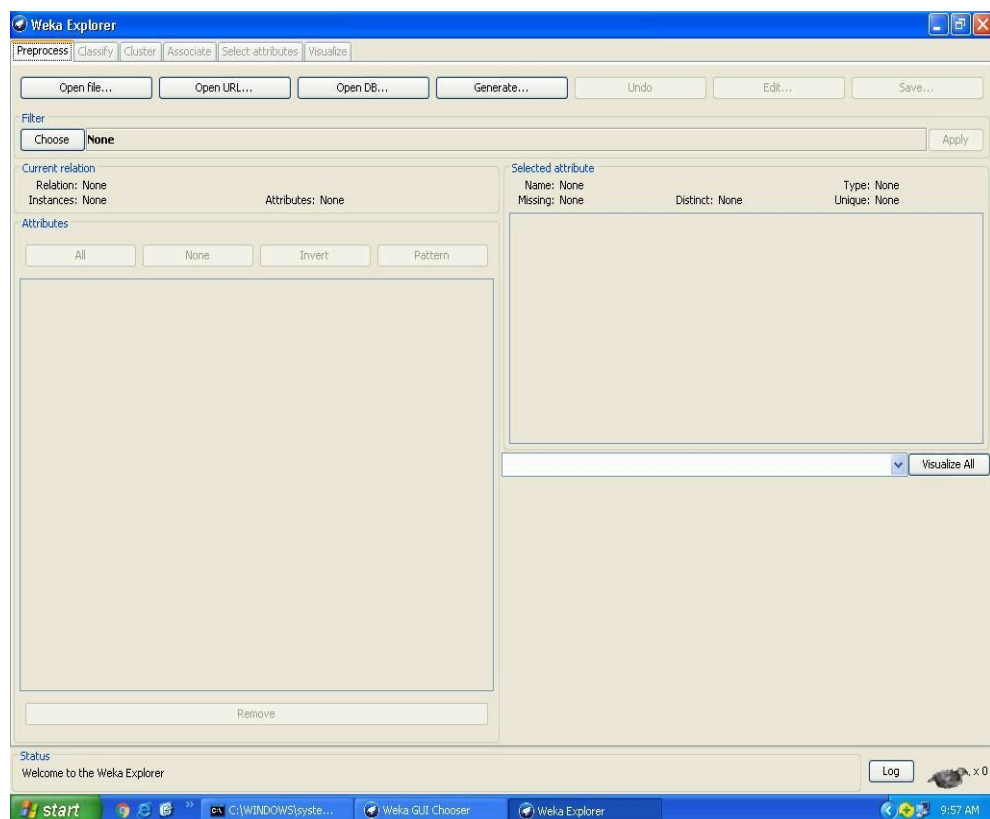 Weka Explorer
Preprocess Classify Cluster Associate Select attributes Visualize
Open file... Open URL... Open DB... Generate... Undo Edit... Save...
Filter
Choose None Apply
Current relation
Relation: None
Instances: None Attributes: None
Selected attribute
Name: None Type: None
Missing: None Distinct: None Unique: None
Attributes
All None Invert Pattern
Visualize All
Remove
Status
Welcome to the Weka Explorer
Log x 0
start C:\WINDOWS\syste... Weka GUI Chooser Weka Explorer 9:57 AM